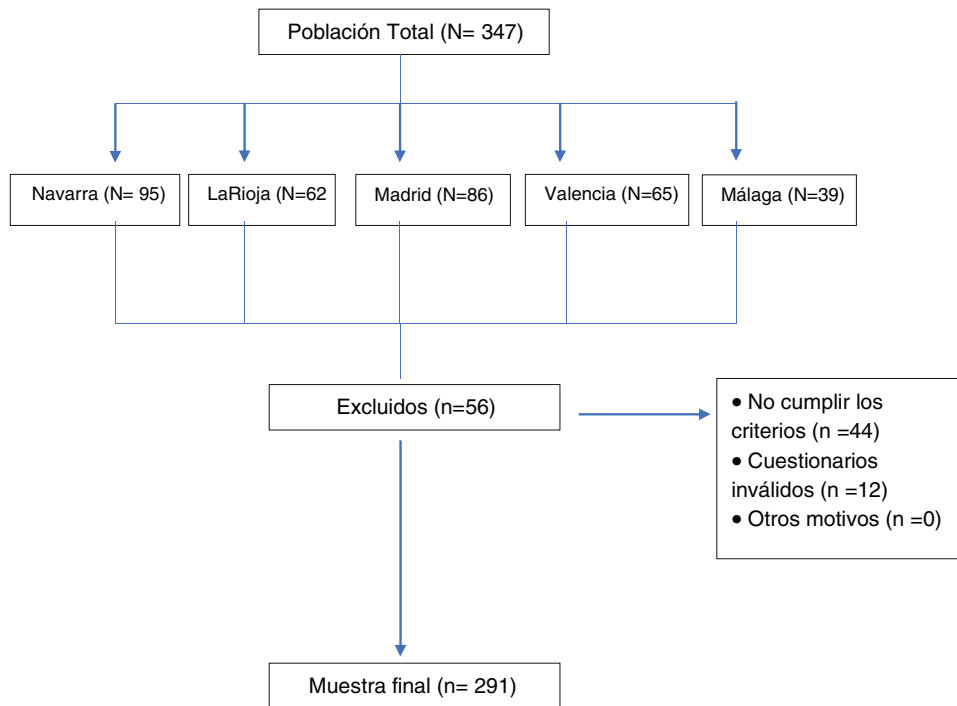 Población Total (N= 347)
Navarra (N= 95)
LaRioja (N=62
Madrid (N=86)
Valencia (N=65)
Málaga (N=39)
Excluidos (n=56)
• No cumplir los
criterios (n =44)
• Cuestionarios
inválidos (n =12)
• Otros motivos (n =0)
Muestra final (n= 291)